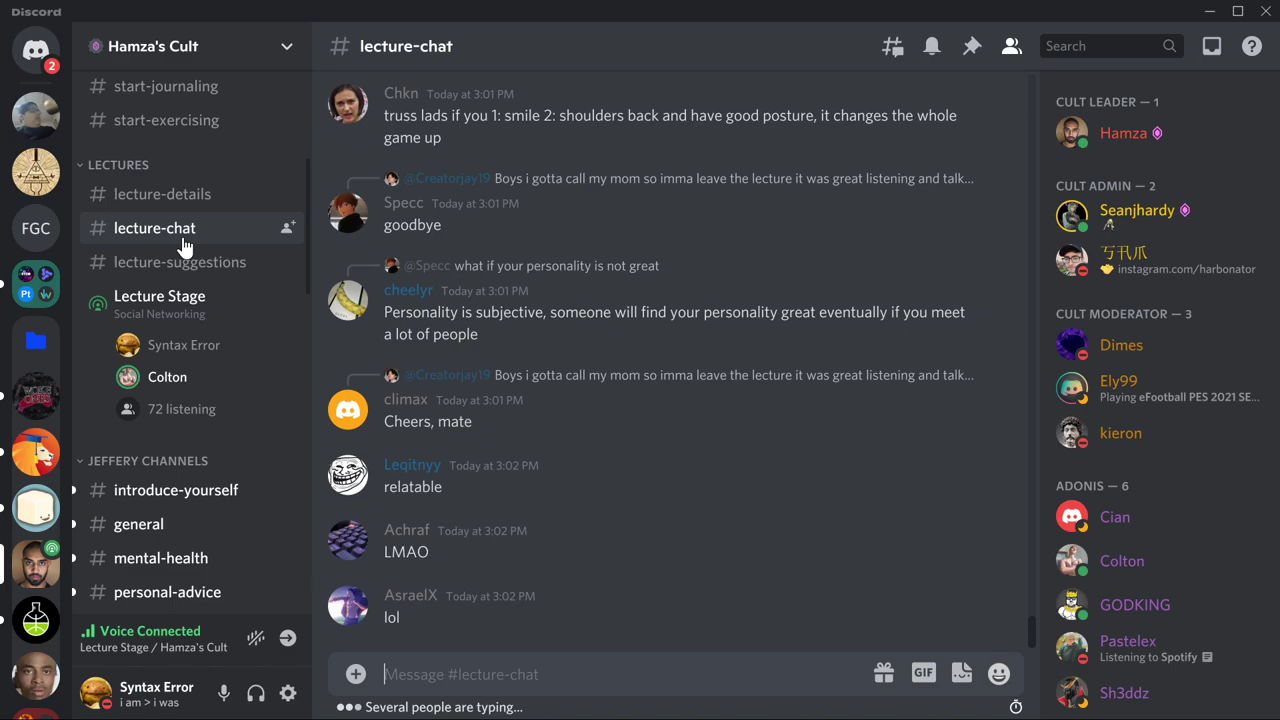 Discord
2
FGC
Hamza's Cult
start-journaling
start-exercising
LECTURES
lecture-details
lecture-chat
lecture-suggestions
Lecture Stage
Social Networking
Syntax Error
Colton
72 listening
JEFFERY CHANNELS
introduce-yourself
general
mental-health
personal-advice
Voice Connected
Lecture Stage / Hamza's Cult
Syntax Error
i am > i was
# lecture-chat
Search
Chkn Today at 3:01 PM
truss lads if you 1: smile 2: shoulders back and have good posture, it changes the whole
game up
@Creatorjay19 Boys i gotta call my mom so imma leave the lecture it was great listening and talk...
Specc Today at 3:01 PM
goodbye
@Specc what if your personality is not great
cheelyr Today at 3:01 PM
Personality is subjective, someone will find your personality great eventually if you meet
a lot of people
@Creatorjay19 Boys i gotta call my mom so imma leave the lecture it was great listening and talk...
climax Today at 3:01 PM
Cheers, mate
Leqitnyy Today at 3:02 PM
relatable
Achraf Today at 3:02 PM
LMAO
AsraelX Today at 3:02 PM
lol
Message #lecture-chat
GIF
Several people are typing...
CULT LEADER — 1
Hamza
CULT ADMIN — 2
Seanjhardy
instagram.com/harbonator
CULT MODERATOR — 3
Dimes
Ely99
Playing eFootball PES 2021 SE...
kieron
ADONIS — 6
Cian
Colton
GODKING
Pastelex
Listening to Spotify
Sh3ddz